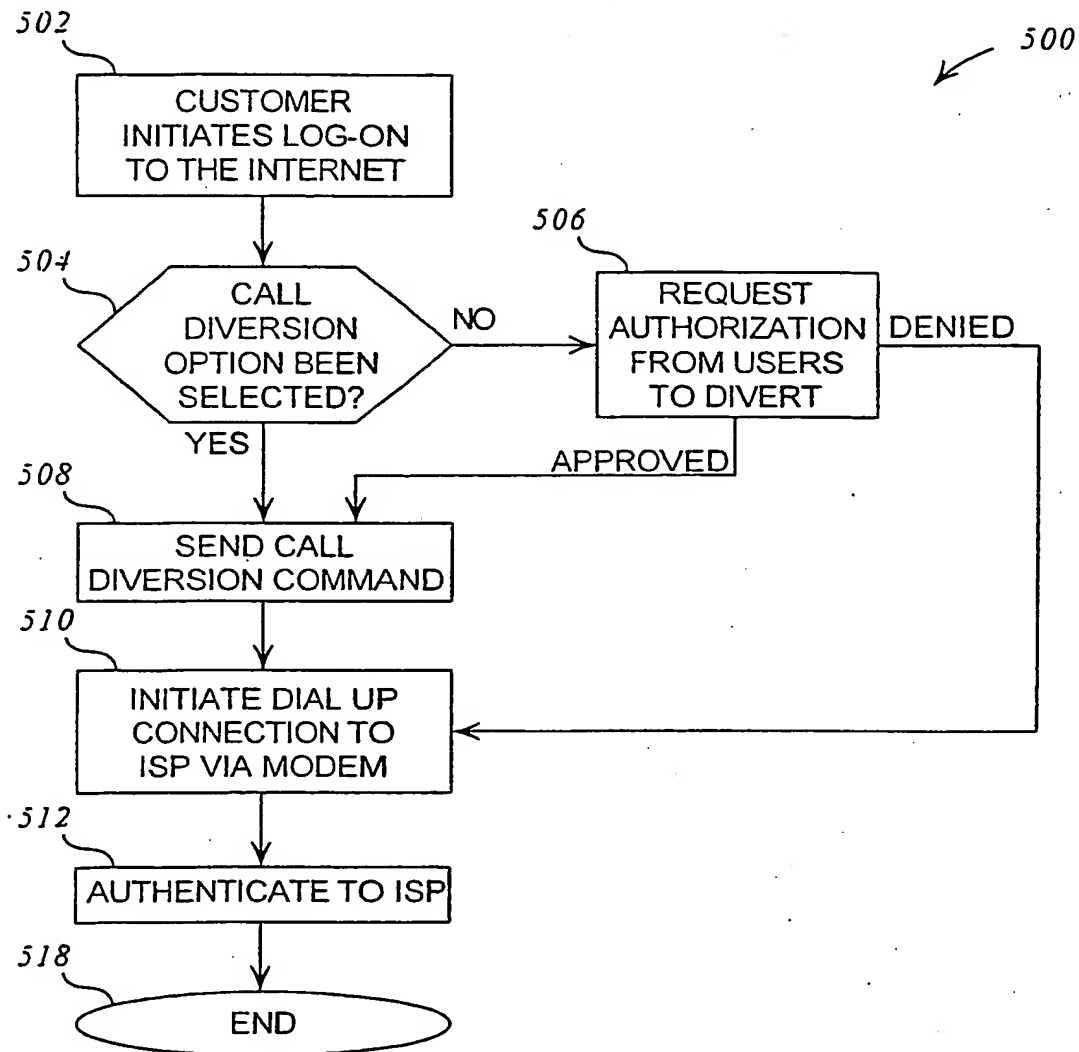 502
500
CUSTOMER
INITIATES LOG-ON
TO THE INTERNET
504
506
CALL
DIVERSION
OPTION BEEN
SELECTED?
NO
REQUEST
AUTHORIZATION
FROM USERS
TO DIVERT
DENIED
YES
APPROVED
508
SEND CALL
DIVERSION COMMAND
510
INITIATE DIAL UP
CONNECTION TO
ISP VIA MODEM
512
AUTHENTICATE TO ISP
518
END